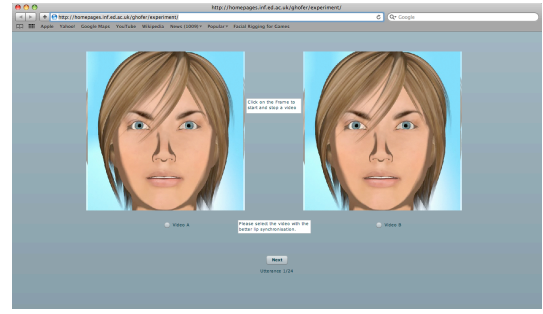 http://homepages.inf.ed.ac.uk/ghofer/experiment/
http://homepages.inf.ed.ac.uk/ghofer/experiment/
Google
Apple Yahoo! Google Maps YouTube Wikipedia News (1009) Popular Facial Rigging for Games
Click on the Frame to
start and stop a video
Video A
Please select the video with the
better lip synchronisation.
Video B
Next
Utterance 1/24